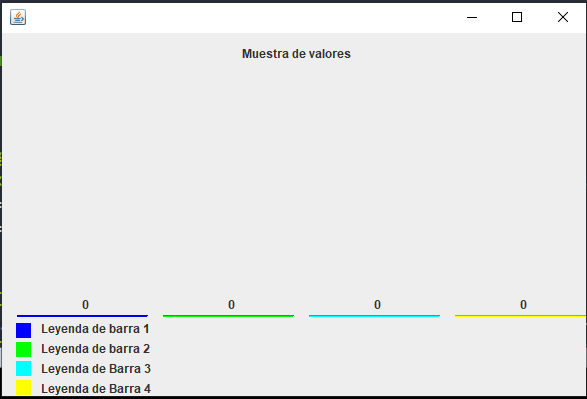 Muestra de valores
0 0 0 0
Leyenda de barra 1
Leyenda de barra 2
Leyenda de Barra 3
Leyenda de Barra 4